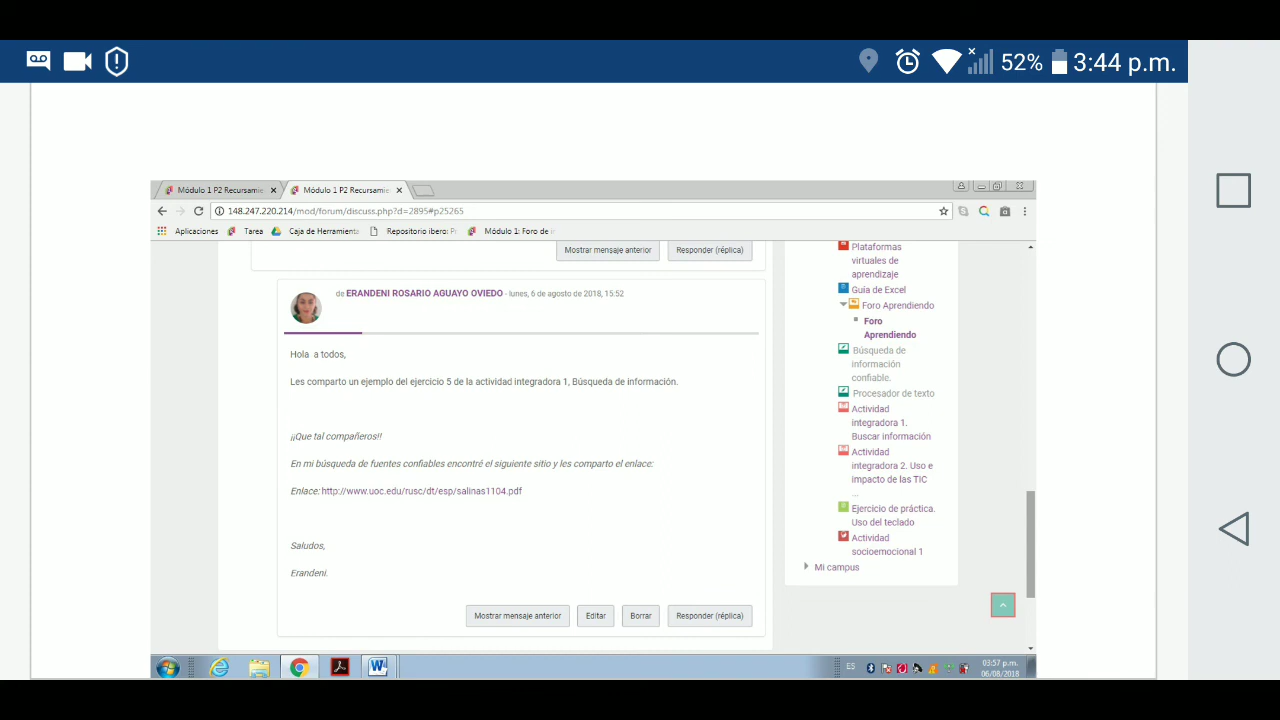 52% 3:44 p.m.
Módulo 1 P2 Recursamie
Módulo 1 P2 Recursamie
148.247.220.214/mod/forum/discuss.php?d=2895#p25265
Aplicaciones Tarea Caja de Herramienta Repositorio ibero: P Módulo 1: Foro de
Mostrar mensaje anterior Responder (réplica)
de ERANDENI ROSARIO AGUAYO OVIEDO - lunes, 6 de agosto de 2018, 15:52
Hola a todos,
Les comparto un ejemplo del ejercicio 5 de la actividad integradora 1, Búsqueda de información.
¡¡Que tal compañeros!!
En mi búsqueda de fuentes confiables encontré el siguiente sitio y les comparto el enlace:
Enlace: http://www.uoc.edu/rusc/dt/esp/salinas1104.pdf
Saludos,
Erandeni.
Mostrar mensaje anterior Editar Borrar Responder (réplica)
Plataformas
virtuales de
aprendizaje
Guía de Excel
Foro Aprendiendo
Foro
Aprendiendo
Búsqueda de
información
confiable.
Procesador de texto
Actividad
integradora 1.
Buscar información
Actividad
integradora 2. Uso e
impacto de las TIC
...
Ejercicio de práctica.
Uso del teclado
Actividad
socioemocional 1
Mi campus
ES
03:57 p.m.
06/08/2018